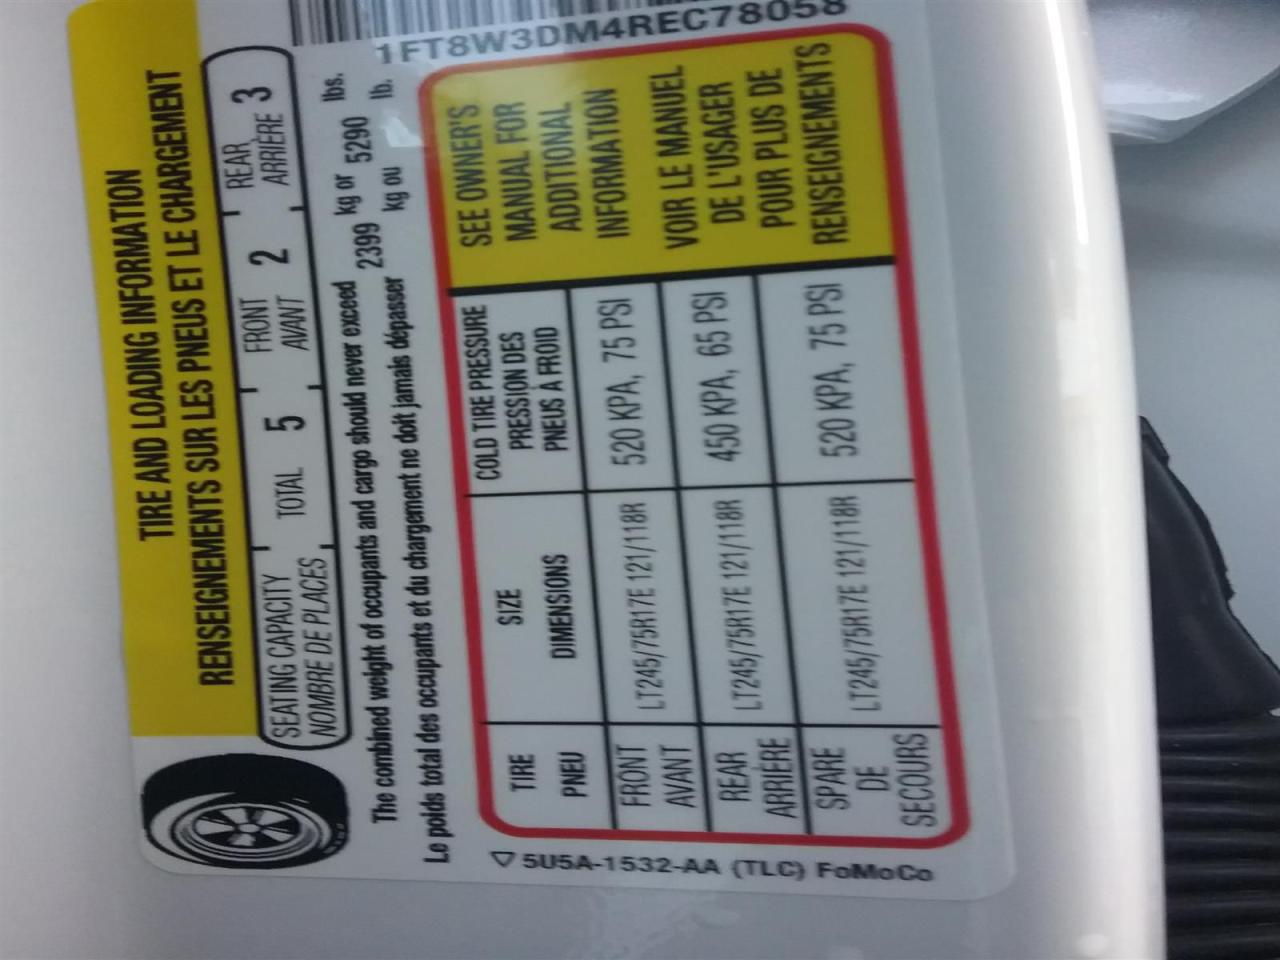 1FT8W3DM4REC78058
TIRE AND LOADING INFORMATION
RENSEIGNEMENTS SUR LES PNEUS ET LE CHARGEMENT
SEATING CAPACITY TOTAL 5 FRONT 2 REAR 3
NOMBRE DE PLACES AVANT ARRIÈRE
The combined weight of occupants and cargo should never exceed 2399 kg or 5290 lbs.
Le poids total des occupants et du chargement ne doit jamais dépasser kg ou lb.
TIRE SIZE COLD TIRE PRESSURE
PNEU DIMENSIONS PRESSION DES
PNEUS À FROID
FRONT LT245/75R17E 121/118R 520 KPA, 75 PSI
AVANT
REAR LT245/75R17E 121/118R 450 KPA, 65 PSI
ARRIÈRE
SPARE LT245/75R17E 121/118R 520 KPA, 75 PSI
DE
SECOURS
SEE OWNER'S
MANUAL FOR
ADDITIONAL
INFORMATION
VOIR LE MANUEL
DE L'USAGER
POUR PLUS DE
RENSEIGNEMENTS
5U5A-1532-AA (TLC) FoMoCo